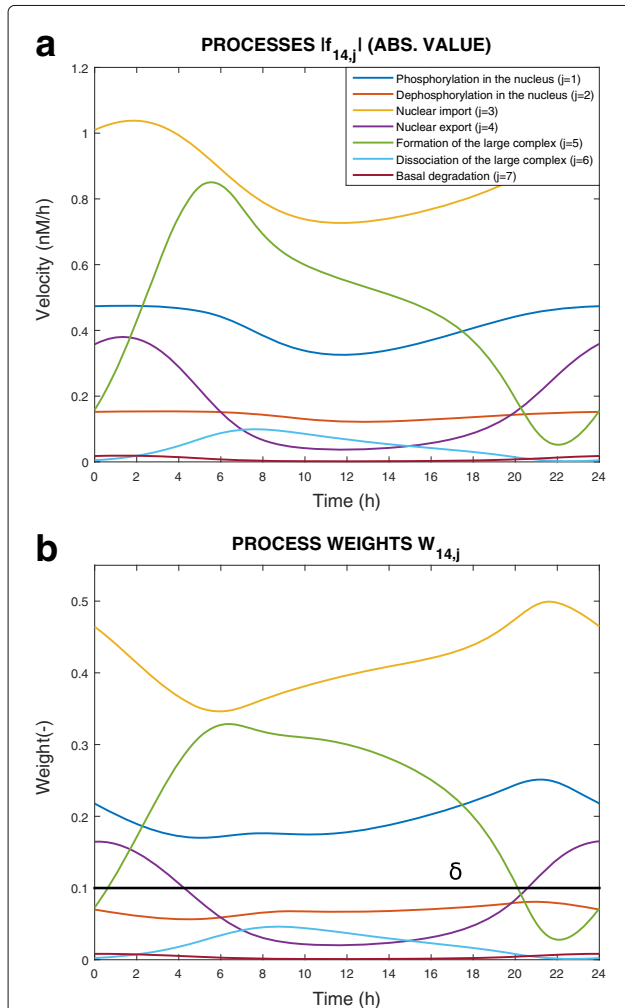 a
PROCESSES |f14,j| (ABS. VALUE)
1.2
1
0.8
0.6
0.4
0.2
0
Velocity (nM/h)
Phosphorylation in the nucleus (j=1)
Dephosphorylation in the nucleus (j=2)
Nuclear import (j=3)
Nuclear export (j=4)
Formation of the large complex (j=5)
Dissociation of the large complex (j=6)
Basal degradation (j=7)
0 2 4 6 8 10 12 14 16 18 20 22 24
Time (h)
b
PROCESS WEIGHTS W14,j
0.5
0.4
0.3
0.2
0.1
0
Weight(-)
δ
0 2 4 6 8 10 12 14 16 18 20 22 24
Time (h)